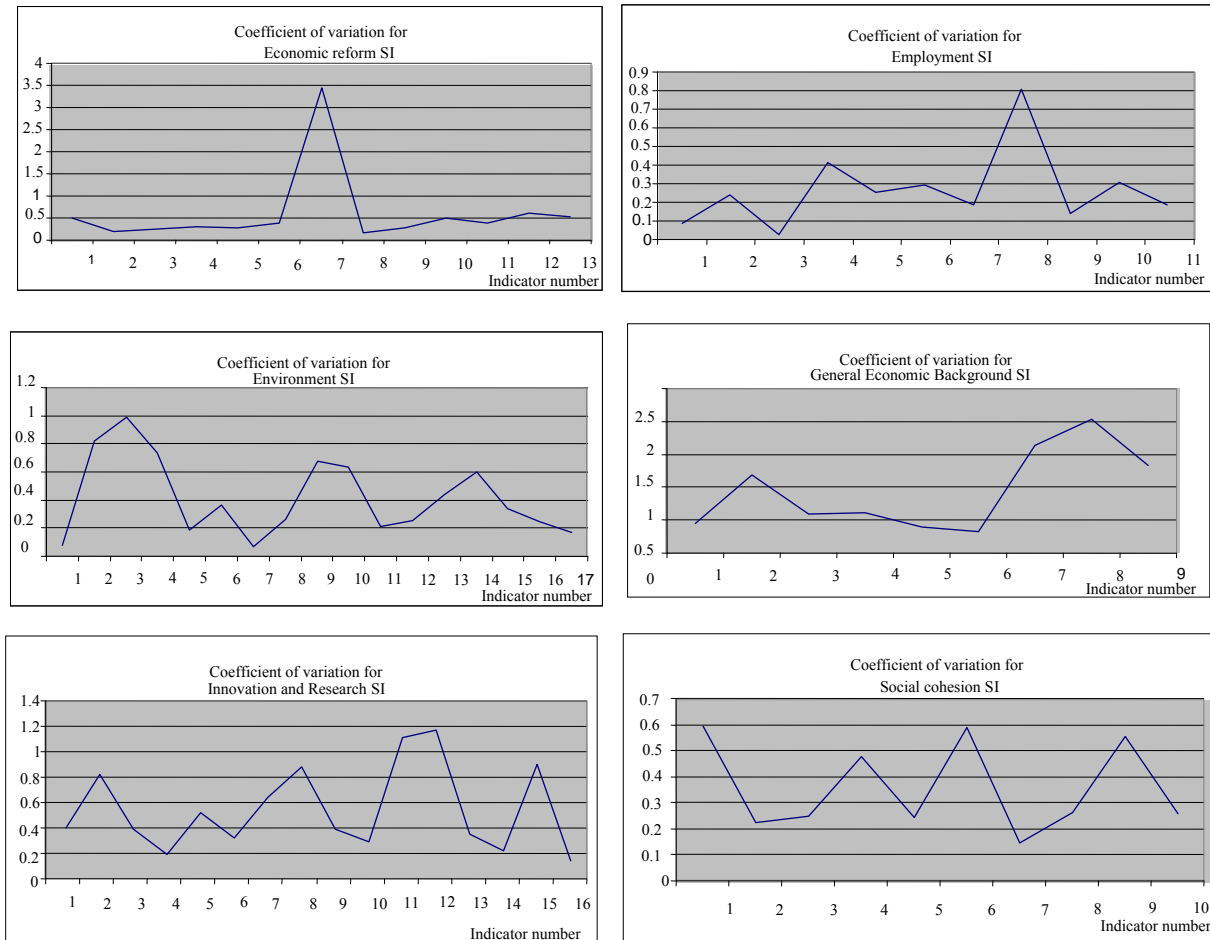 Coefficient of variation for
Economic reform SI
4
3.5
3
2.5
2
1.5
1
0.5
0
1 2 3 4 5 6 7 8 9 10 11 12 13
Indicator number
Coefficient of variation for
Employment SI
0.9
0.8
0.7
0.6
0.5
0.4
0.3
0.2
0.1
0
1 2 3 4 5 6 7 8 9 10 11
Indicator number
Coefficient of variation for
Environment SI
1.2
1
0.8
0.6
0.4
0.2
0
1 2 3 4 5 6 7 8 9 10 11 12 13 14 15 16 17
Indicator number
Coefficient of variation for
General Economic Background SI
2.5
2
1.5
1
0.5
0 1 2 3 4 5 6 7 8 9
Indicator number
Coefficient of variation for
Innovation and Research SI
1.4
1.2
1
0.8
0.6
0.4
0.2
0
1 2 3 4 5 6 7 8 9 10 11 12 13 14 15 16
Indicator number
Coefficient of variation for
Social cohesion SI
0.7
0.6
0.5
0.4
0.3
0.2
0.1
0
1 2 3 4 5 6 7 8 9 10
Indicator number